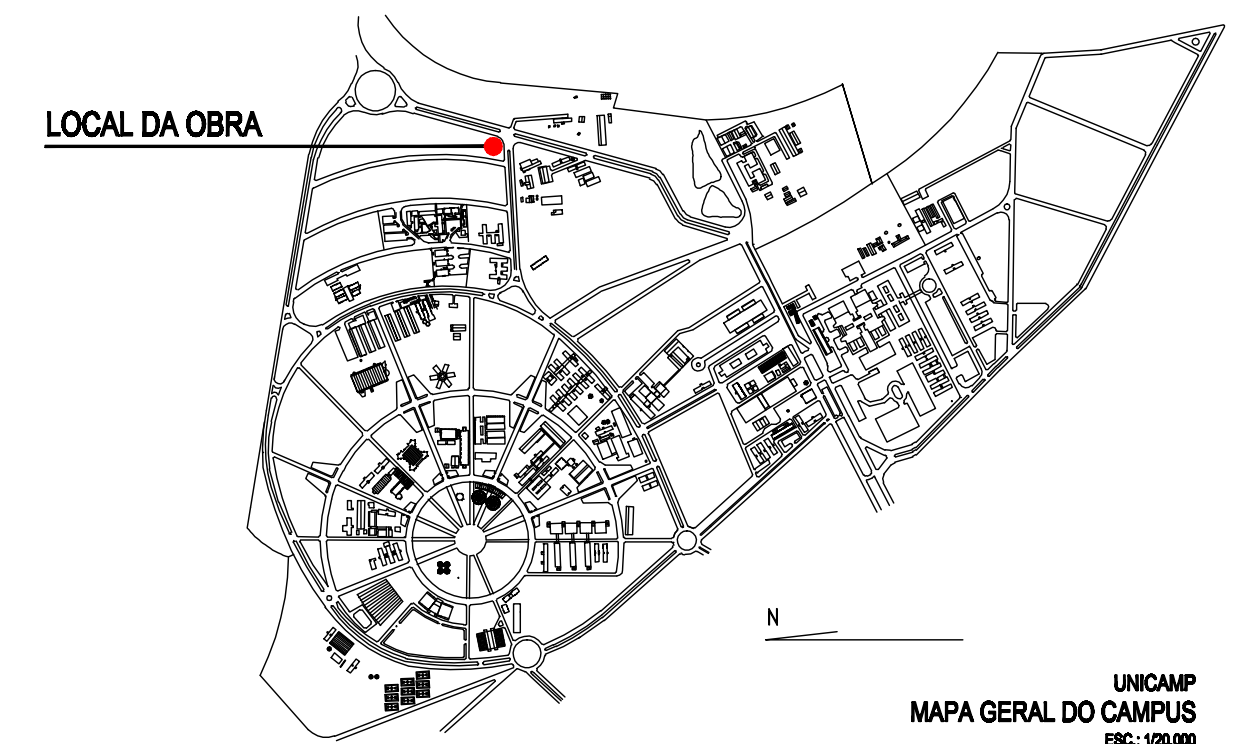 LOCAL DA OBRA
N
UNICAMP
MAPA GERAL DO CAMPUS
ESC.: 1/20.000